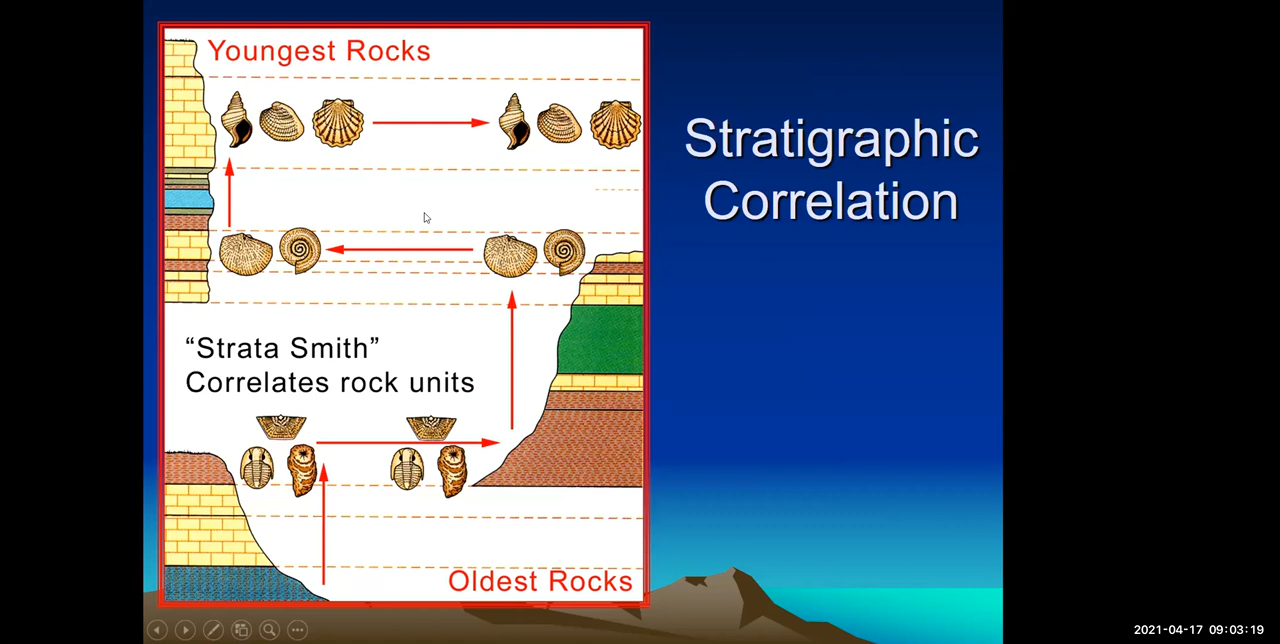 Youngest Rocks
Stratigraphic
Correlation
“Strata Smith”
Correlates rock units
Oldest Rocks
2021-04-17 09:03:19